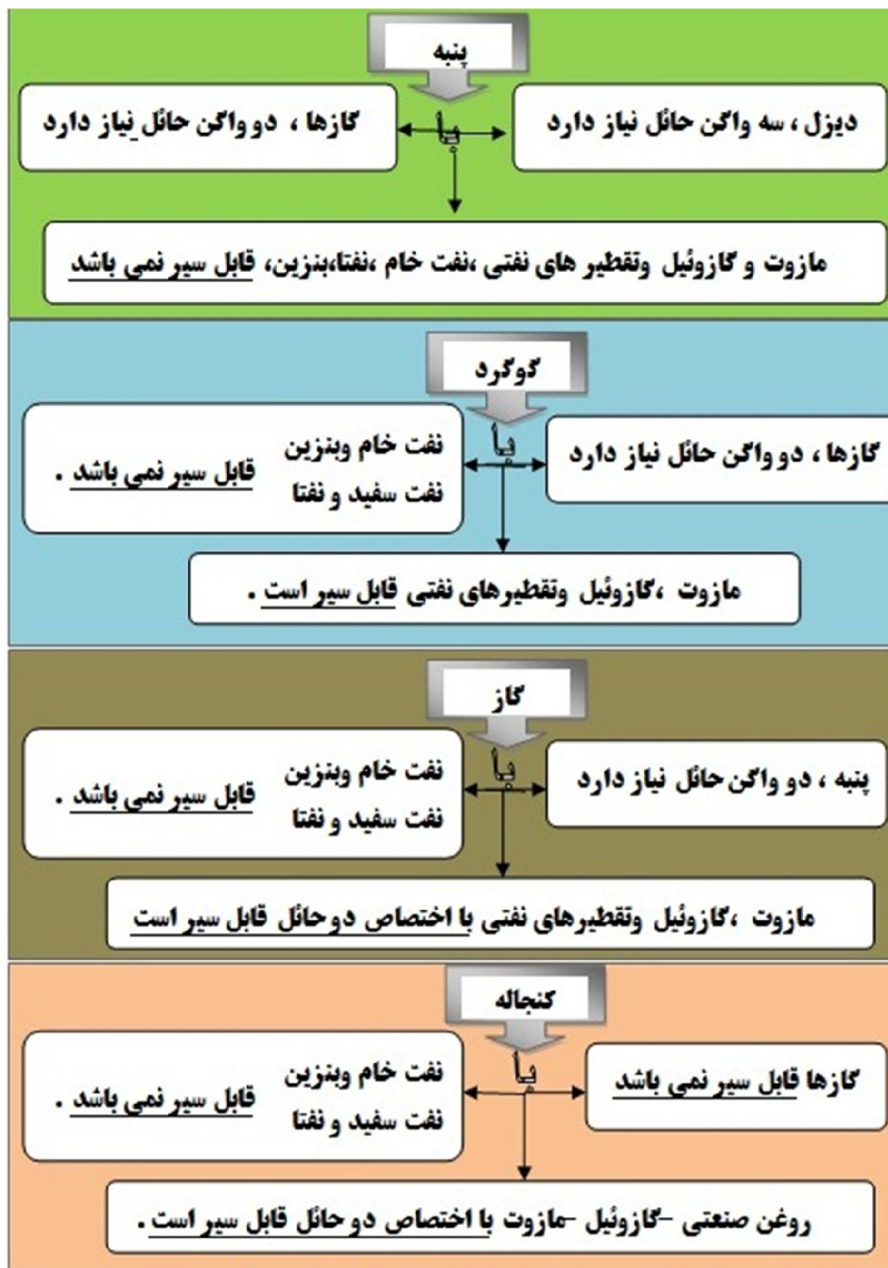 پنبه
با
دیزل ، سه واگن حائل نیاز دارد
گازها ، دو واگن حائل نیاز دارد
مازوت و گازوئیل وتقطیر های نفتی ،نفت خام ،نفتا،بنزین، قابل سیر نمی باشد
گوگرد
با
گازها ، دو واگن حائل نیاز دارد
نفت خام وبنزین
قابل سیر نمی باشد .
نفت سفید و نفتا
مازوت ،گازوئیل وتقطیرهای نفتی قابل سیر است .
گاز
با
پنبه ، دو واگن حائل نیاز دارد
نفت خام وبنزین
قابل سیر نمی باشد .
نفت سفید و نفتا
مازوت ،گازوئیل وتقطیرهای نفتی با اختصاص دو حائل قابل سیر است
کنجاله
با
گازها قابل سیر نمی باشد
نفت خام وبنزین
قابل سیر نمی باشد .
نفت سفید و نفتا
روغن صنعتی –گازوئیل –مازوت با اختصاص دو حائل قابل سیر است .